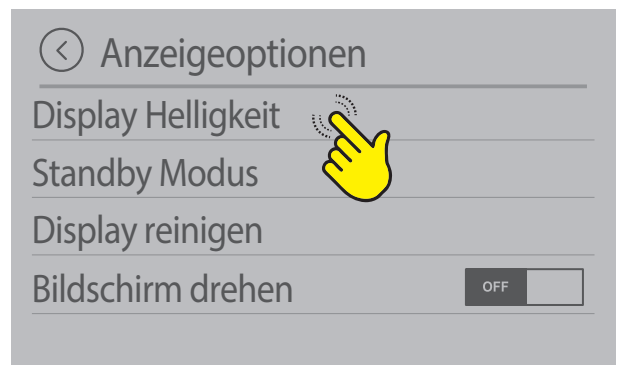 Anzeigeoptionen
Display Helligkeit
Standby Modus
Display reinigen
Bildschirm drehen OFF